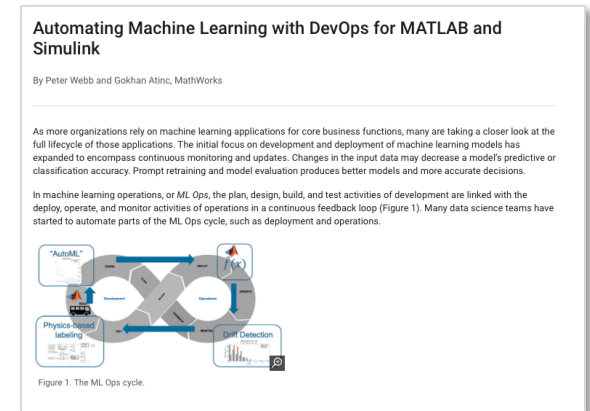 Automating Machine Learning with DevOps for MATLAB and
Simulink
By Peter Webb and Gokhan Atinc, MathWorks
As more organizations rely on machine learning applications for core business functions, many are taking a closer look at the
full lifecycle of those applications. The initial focus on development and deployment of machine learning models has
expanded to encompass continuous monitoring and updates. Changes in the input data may decrease a model's predictive or
classification accuracy. Prompt retraining and model evaluation produces better models and more accurate decisions.
In machine learning operations, or ML Ops, the plan, design, build, and test activities of development are linked with the
deploy, operate, and monitor activities of operations in a continuous feedback loop (Figure 1). Many data science teams have
started to automate parts of the ML Ops cycle, such as deployment and operations.
"AutoML"
f(x)
DESIGN
DEPLOY
OPERATE
Development
Operations
MONITOR
Physics-based
labeling
Drift Detection
Figure 1. The ML Ops cycle.